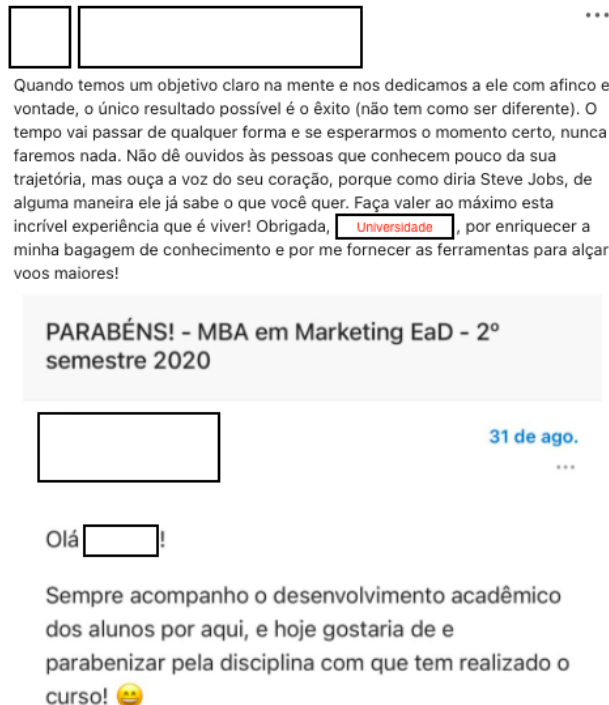 Quando temos um objetivo claro na mente e nos dedicamos a ele com afinco e
vontade, o único resultado possível é o êxito (não tem como ser diferente). O
tempo vai passar de qualquer forma e se esperarmos o momento certo, nunca
faremos nada. Não dê ouvidos às pessoas que conhecem pouco da sua
trajetória, mas ouça a voz do seu coração, porque como diria Steve Jobs, de
alguma maneira ele já sabe o que você quer. Faça valer ao máximo esta
incrível experiência que é viver! Obrigada, Universidade, por enriquecer a
minha bagagem de conhecimento e por me fornecer as ferramentas para alçar
voos maiores!
PARABÉNS! - MBA em Marketing EaD - 2º
semestre 2020
31 de ago.
Olá !
Sempre acompanho o desenvolvimento acadêmico
dos alunos por aqui, e hoje gostaria de e
parabenizar pela disciplina com que tem realizado o
curso! 😄